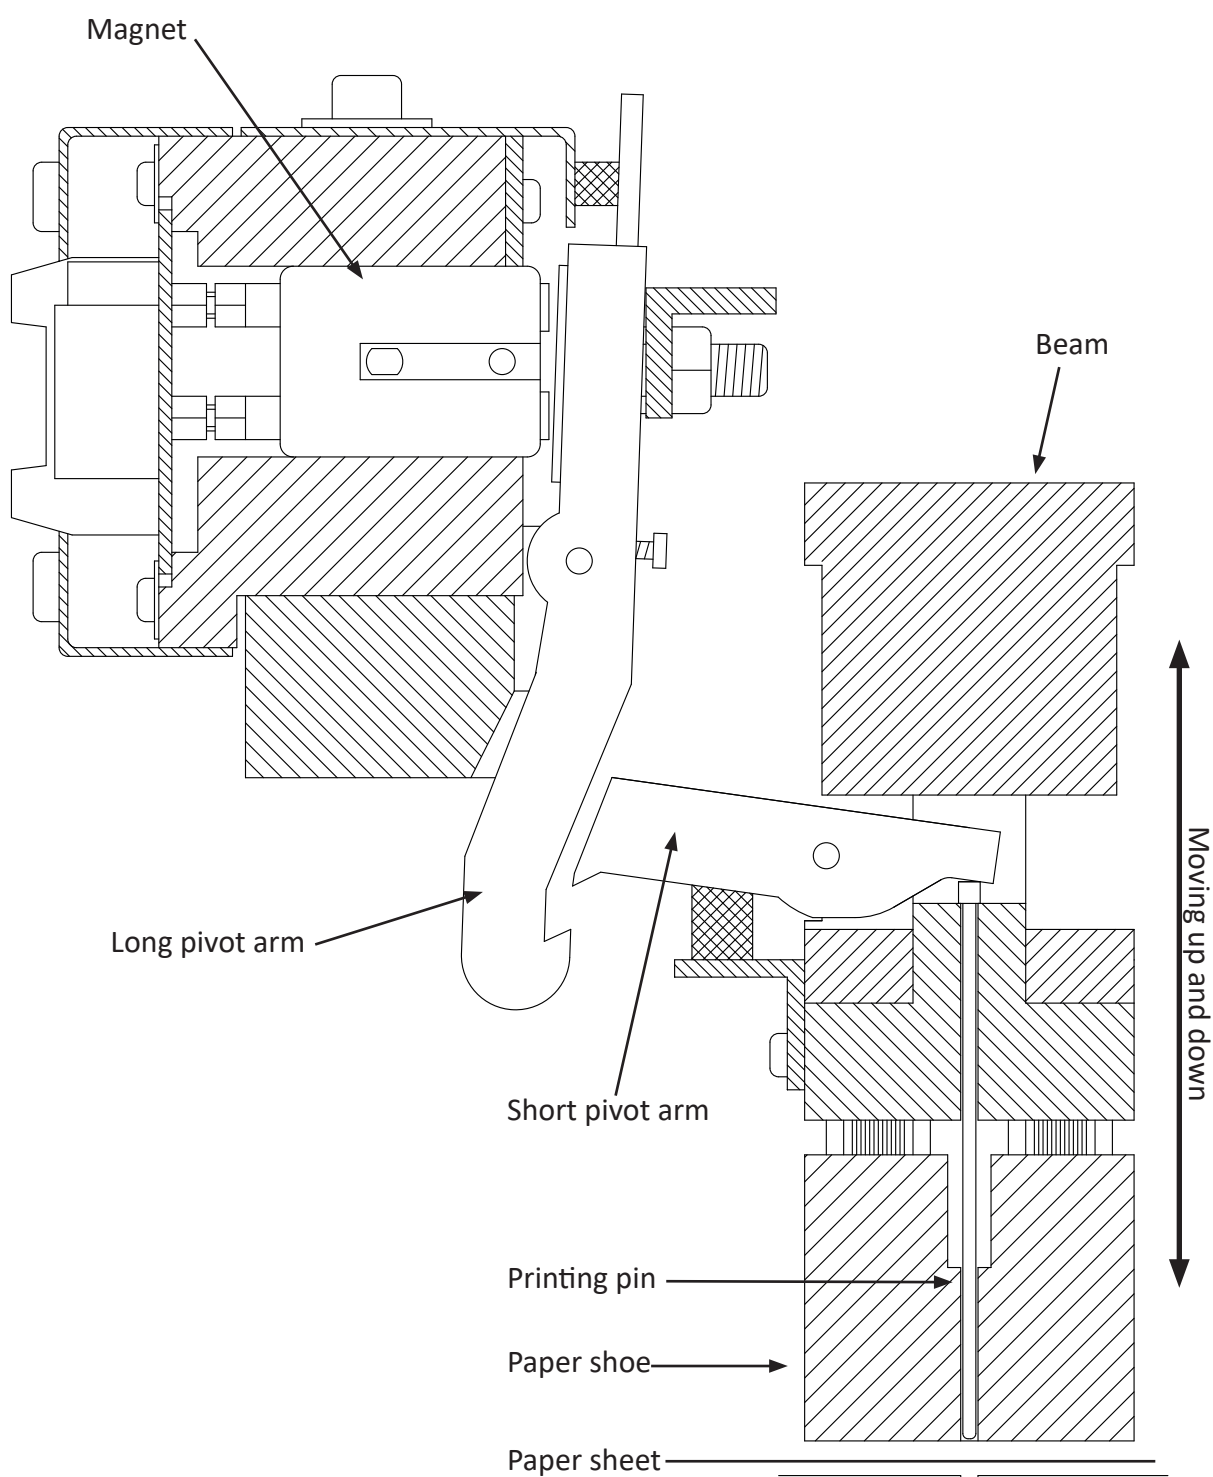 Magnet
Beam
Moving up and down
Long pivot arm
Short pivot arm
Printing pin
Paper shoe
Paper sheet